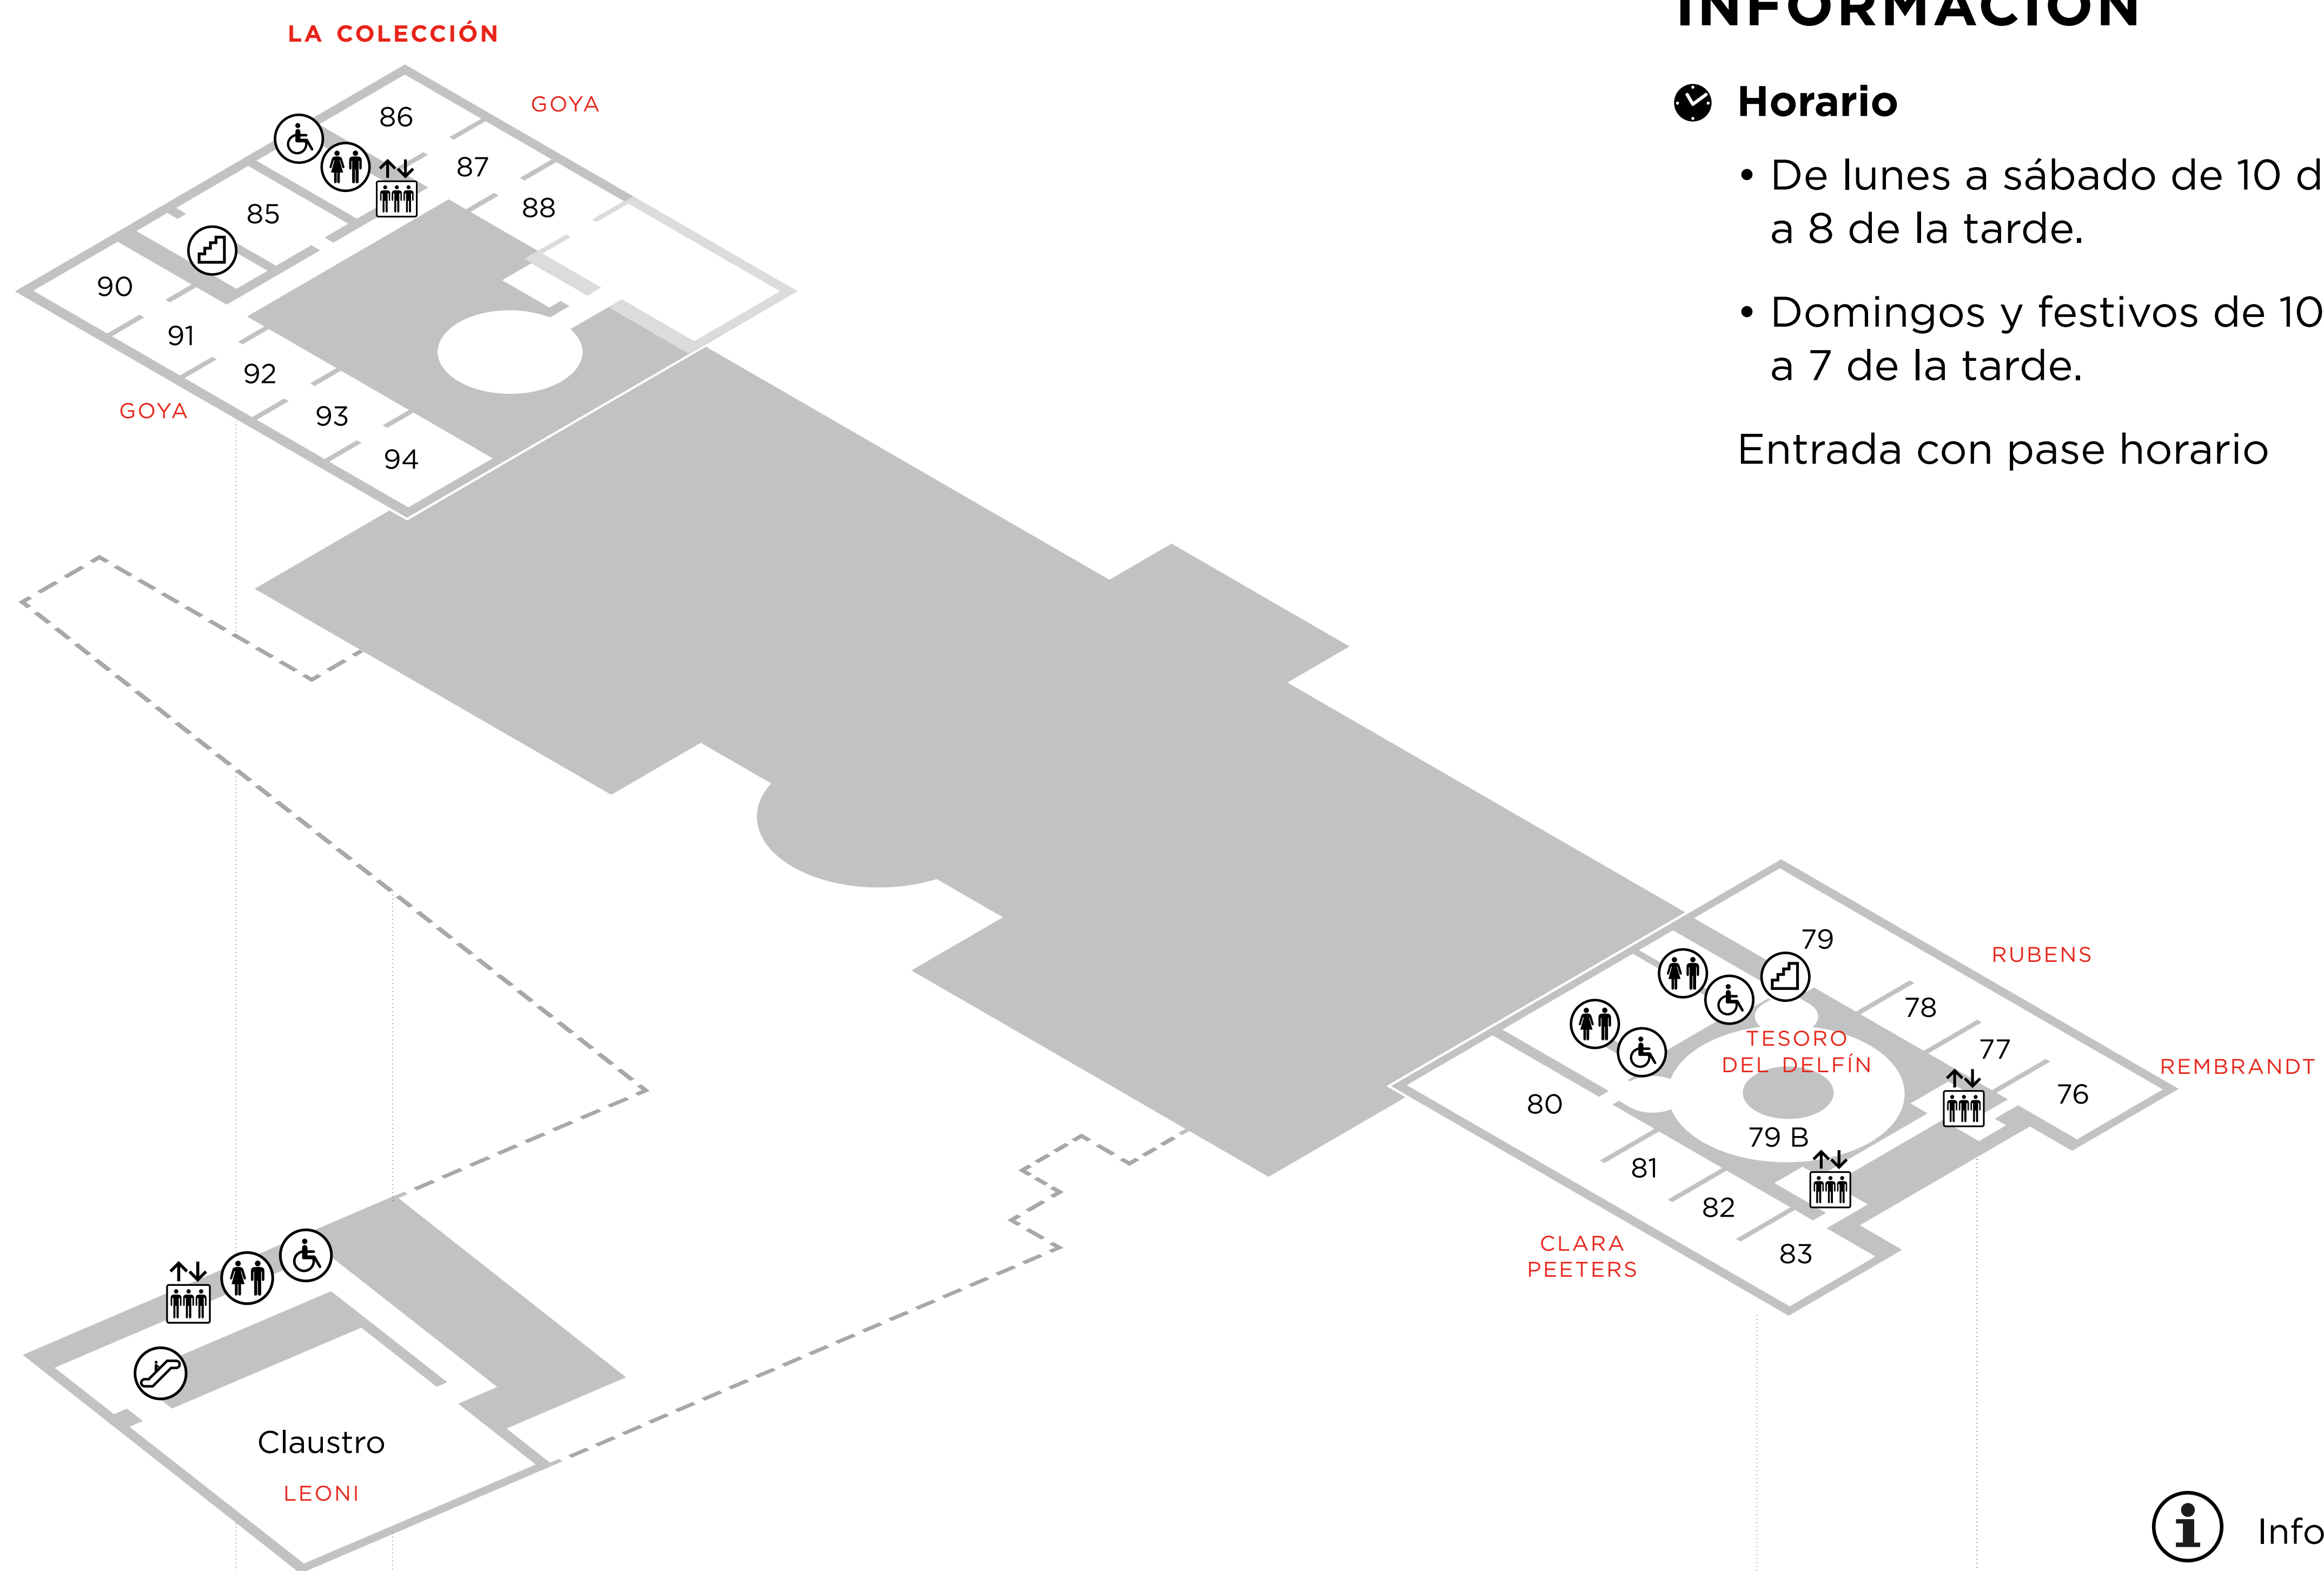 LA COLECCIÓN
GOYA
86
87
88
85
90
91
92
93
94
GOYA
INFORMACIÓN
Horario
• De lunes a sábado de 10 d
a 8 de la tarde.
• Domingos y festivos de 10
a 7 de la tarde.
Entrada con pase horario
79
RUBENS
78
TESORO
DEL DELFÍN
77
REMBRANDT
76
80
79 B
81
82
83
CLARA
PEETERS
Claustro
LEONI
i
Info